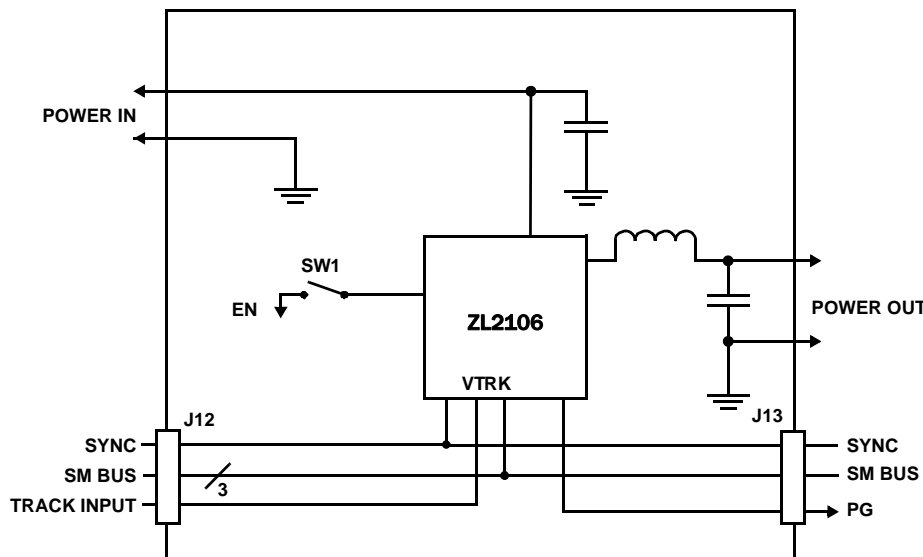 POWER IN
SW1
EN
ZL2106
POWER OUT
VTRK
J12
J13
SYNC
SYNC
SM BUS
3
SM BUS
TRACK INPUT
PG